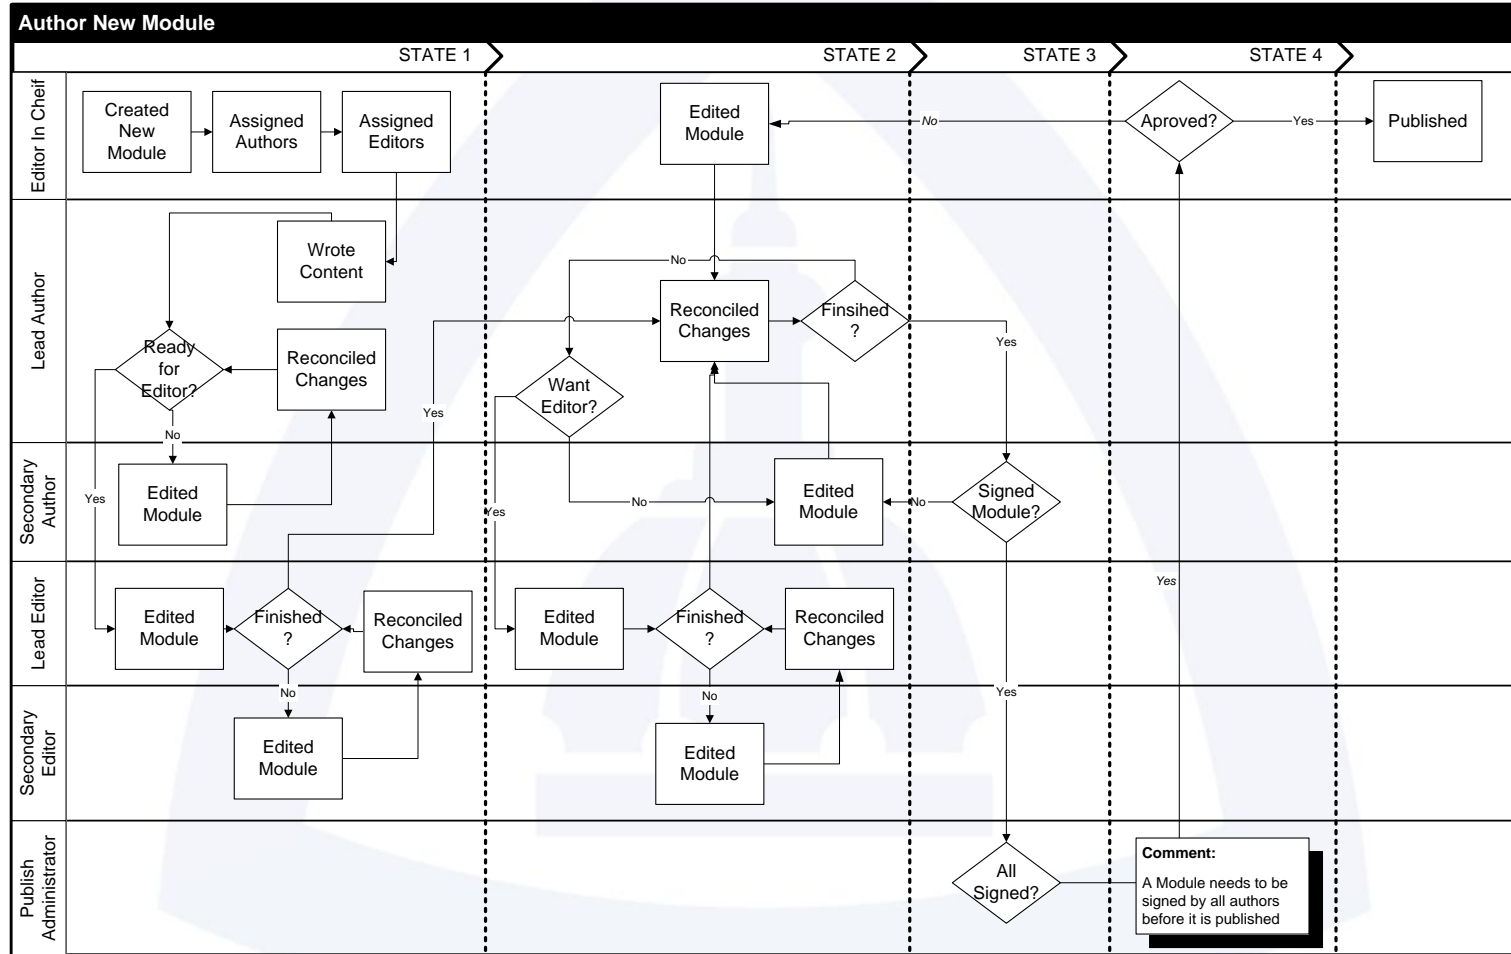 Author New Module
STATE 1
STATE 2
STATE 3
STATE 4
Editor In Cheif
Created
New
Module
Assigned
Authors
Assigned
Editors
Edited
Module
No
Aproved?
Yes
Published
Lead Author
Wrote
Content
Ready
for
Editor?
Reconciled
Changes
No
Yes
Yes
No
Reconciled
Changes
Finsihed
?
Yes
Want
Editor?
Secondary
Author
Edited
Module
Yes
No
Edited
Module
No
Signed
Module?
Lead Editor
Edited
Module
Finished
?
Reconciled
Changes
No
Edited
Module
Finished
?
Reconciled
Changes
No
Yes
Yes
Secondary
Editor
Edited
Module
Edited
Module
Publish
Administrator
All
Signed?
Comment:
A Module needs to be
signed by all authors
before it is published